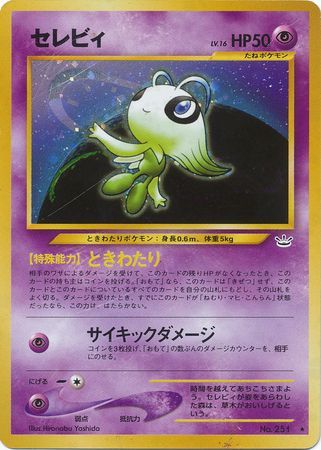 セレビィ LV.16 HP50
たねポケモン
ときわたりポケモン:身長0.6m、体重5kg
【特殊能力】ときわたり
相手のワザによるダメージを受けて、このカードの残りHPがなくなったとき、このカードの持ち主はコインを投げる。「おもて」なら、このカードは「きぜつ」せず、このカードとこのカードについているすべてのカードを自分の山札にもどし、その山札をよく切る。ダメージを受けたとき、すでにこのカードが「ねむり・マヒ・こんらん」状態だったなら、この力は、はたらかない。
サイキックダメージ
コインを3枚投げ、「おもて」の数ぶんのダメージカウンターを、相手にのせる。
にげる
弱点 抵抗力
時間を越えてあちこちさまよう。セレビィが姿をあらわした森は、草木がおいしげるという。
Illus. Hironobu Yoshida
No.251 ★